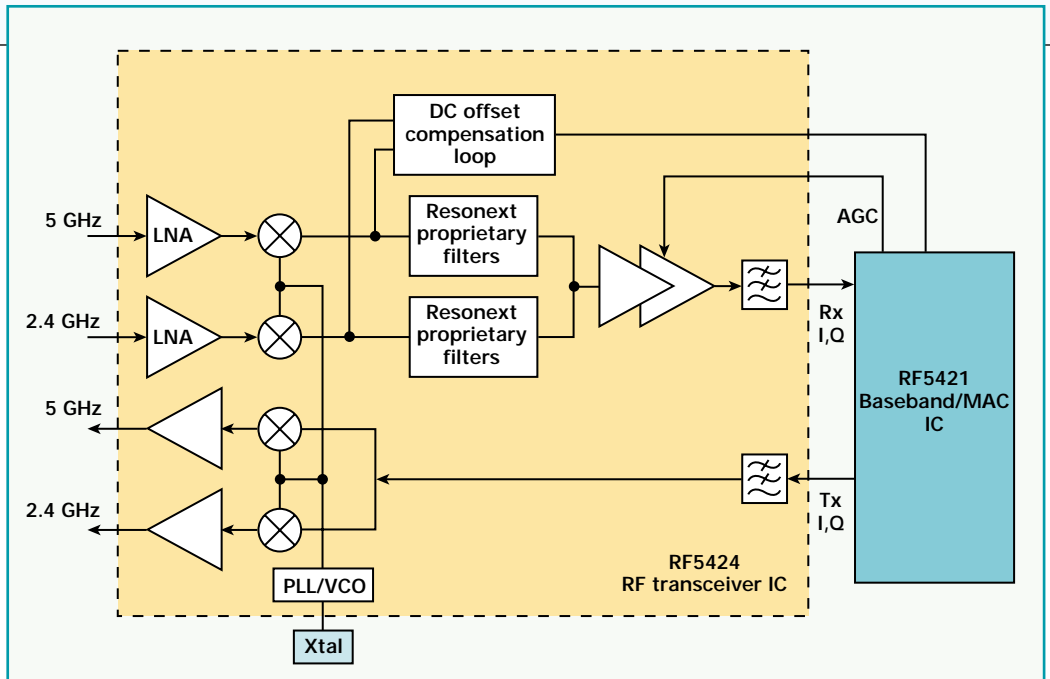 DC offset
compensation
loop
5 GHz
LNA
Resonext
proprietary
filters
AGC
2.4 GHz
LNA
Resonext
proprietary
filters
Rx
I,Q
RF5421
Baseband/MAC
IC
5 GHz
2.4 GHz
Tx
I,Q
RF5424
RF transceiver IC
PLL/VCO
Xtal